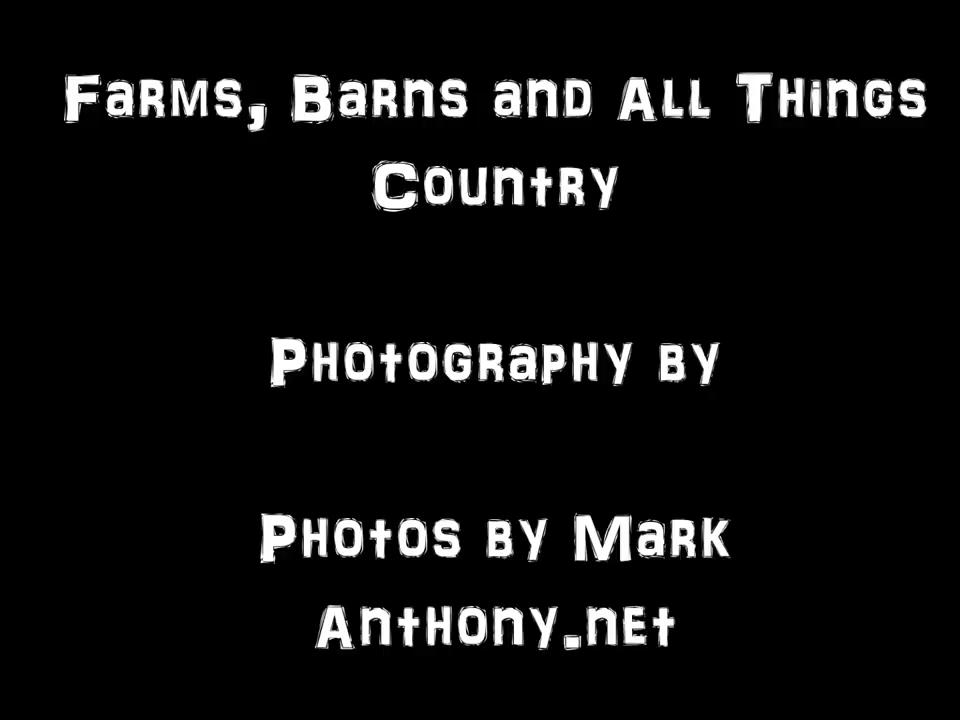 Farms, Barns and All Things
Country
Photography by
Photos by Mark
Anthony.net